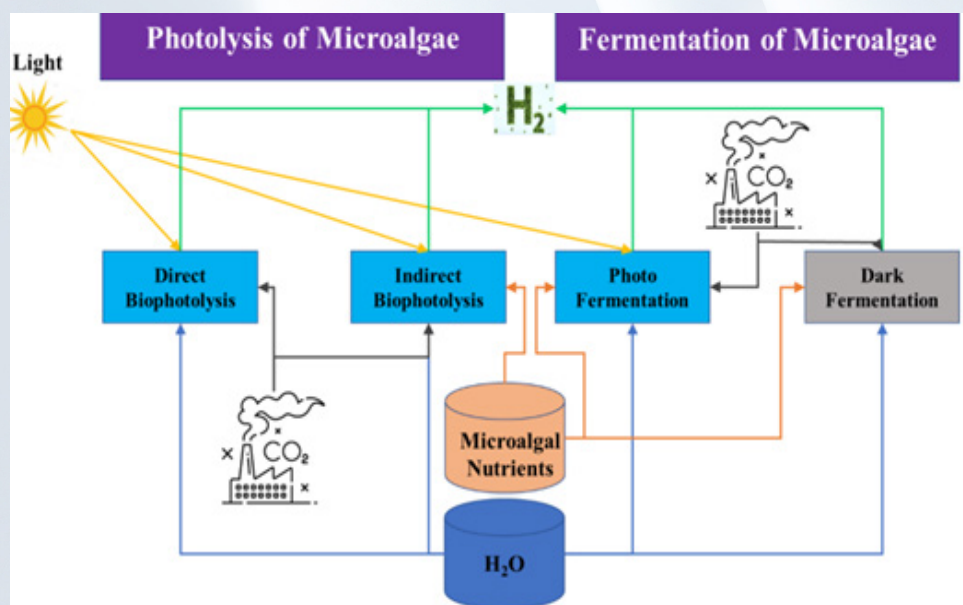 Photolysis of Microalgae
Fermentation of Microalgae
Light
H2
CO2
Direct
Biophotolysis
Indirect
Biophotolysis
Photo
Fermentation
Dark
Fermentation
CO2
Microalgal
Nutrients
H2O